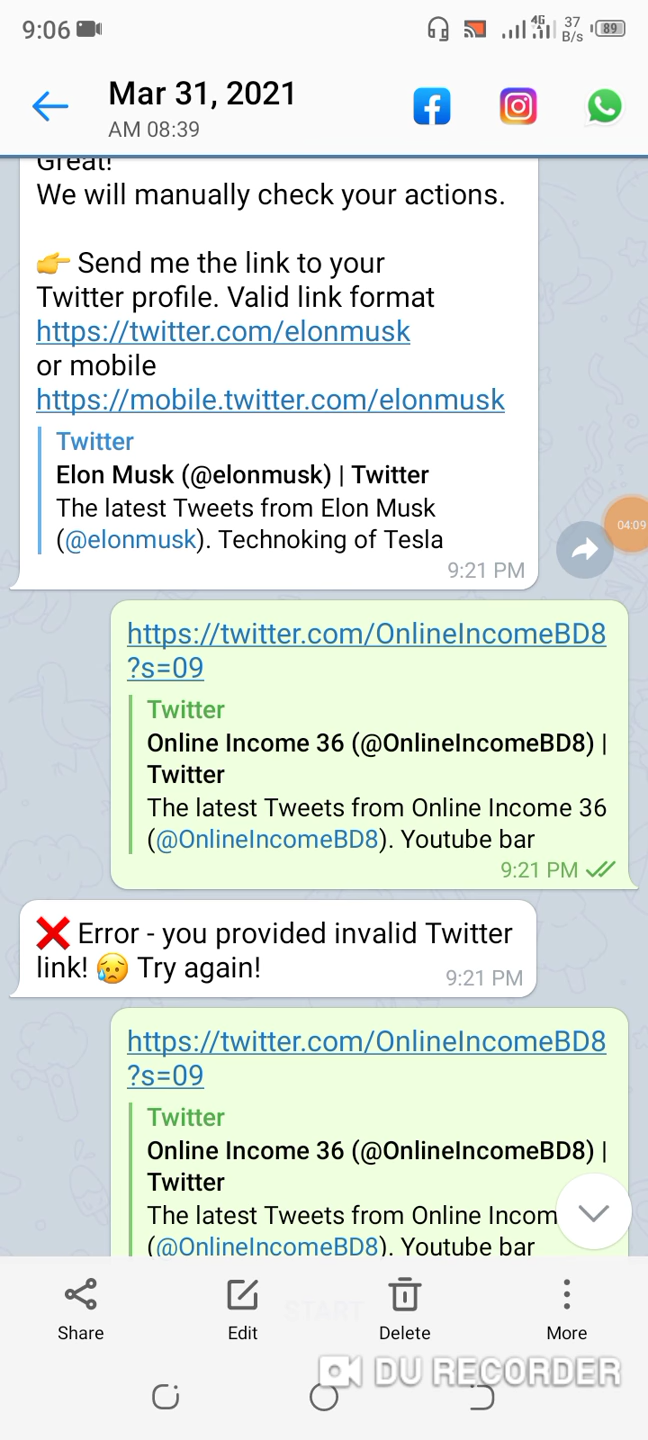 9:06
4G
37
B/s
89
Mar 31, 2021
AM 08:39
Great!
We will manually check your actions.
👉 Send me the link to your
Twitter profile. Valid link format
https://twitter.com/elonmusk
or mobile
https://mobile.twitter.com/elonmusk
Twitter
Elon Musk (@elonmusk) | Twitter
The latest Tweets from Elon Musk
(@elonmusk). Technoking of Tesla
9:21 PM
04:09
https://twitter.com/OnlineIncomeBD8
?s=09
Twitter
Online Income 36 (@OnlineIncomeBD8) |
Twitter
The latest Tweets from Online Income 36
(@OnlineIncomeBD8). Youtube bar
9:21 PM
❌ Error - you provided invalid Twitter
link! 😥 Try again!
9:21 PM
https://twitter.com/OnlineIncomeBD8
?s=09
Twitter
Online Income 36 (@OnlineIncomeBD8) |
Twitter
The latest Tweets from Online Incom
(@OnlineIncomeBD8). Youtube bar
START
Share
Edit
Delete
More
DU RECORDER